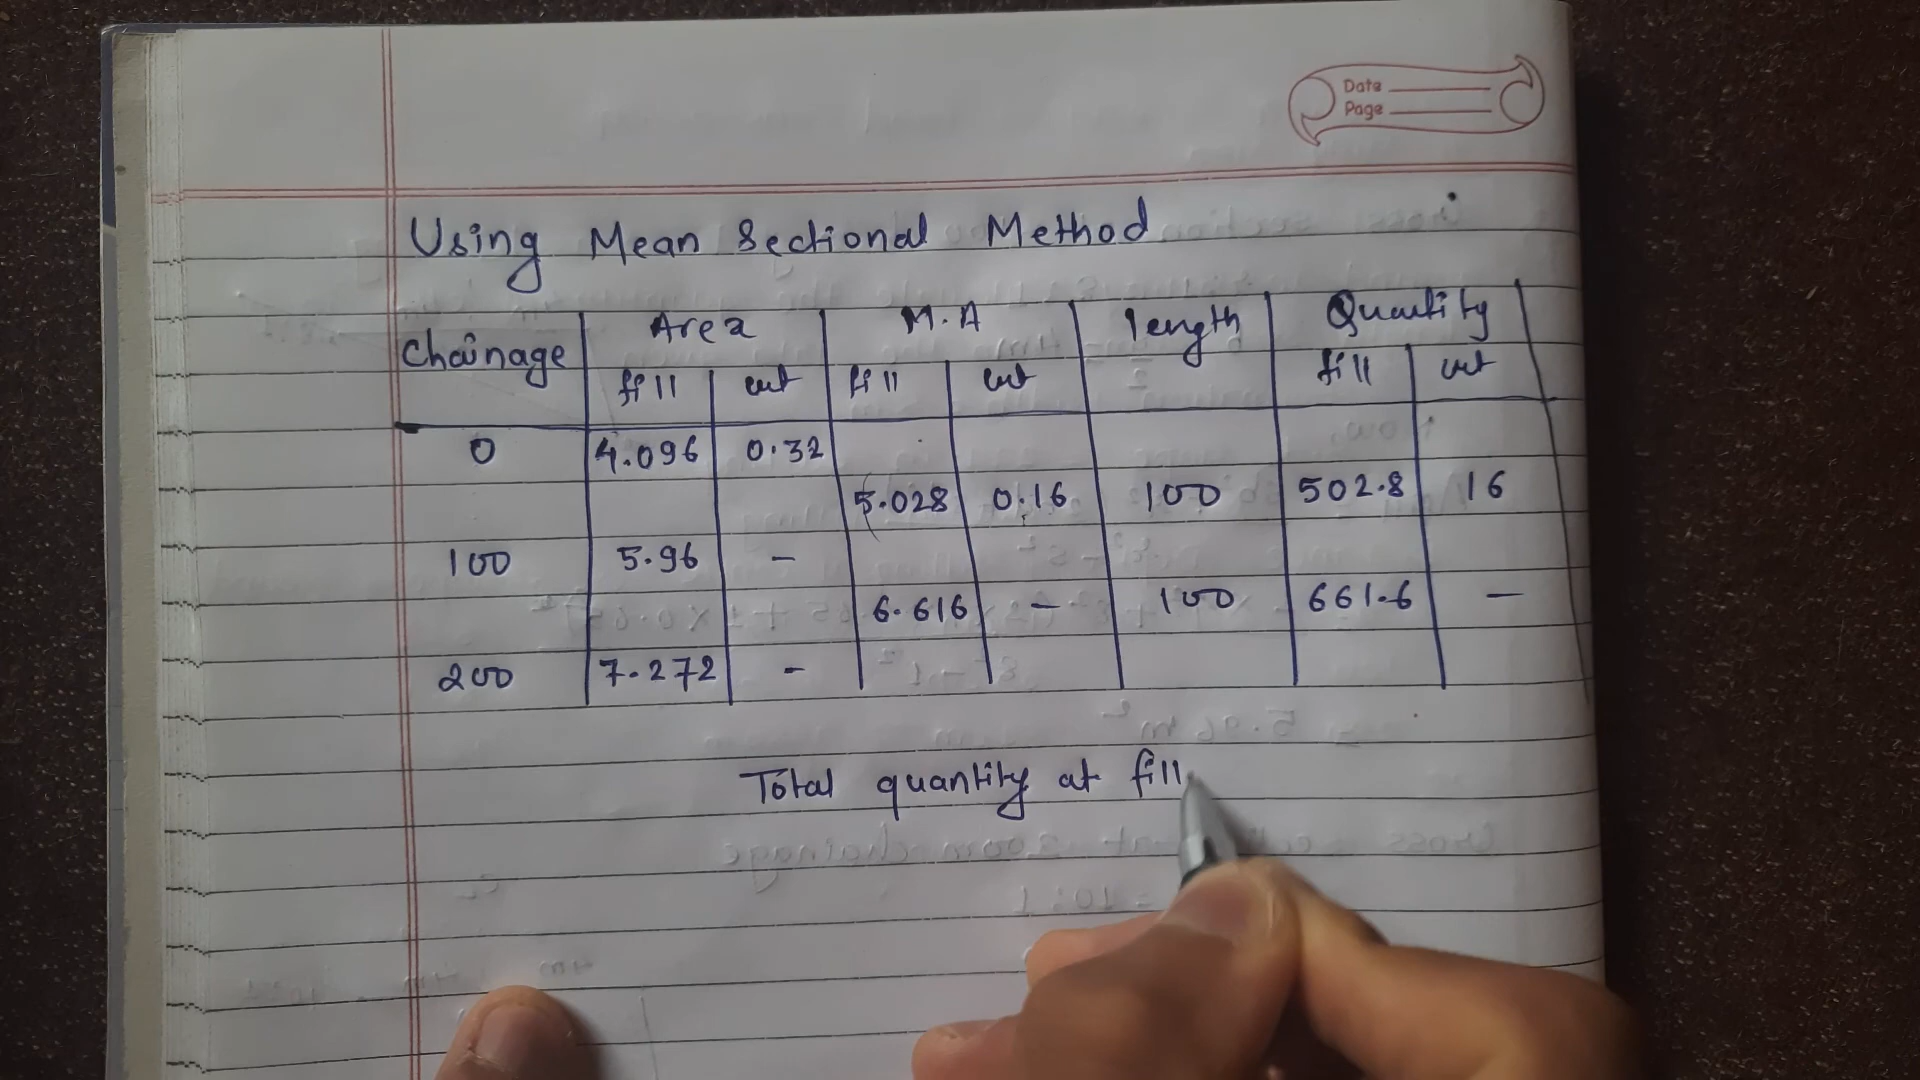 Date
Page
Using Mean Sectional Method
Chainage Area M.A length Quantity
fill cut fill cut fill cut
0 4.096 0.32
5.028 0.16 100 502.8 16
100 5.96 -
6.616 - 100 661.6 -
200 7.272 -
Total quantity at fill